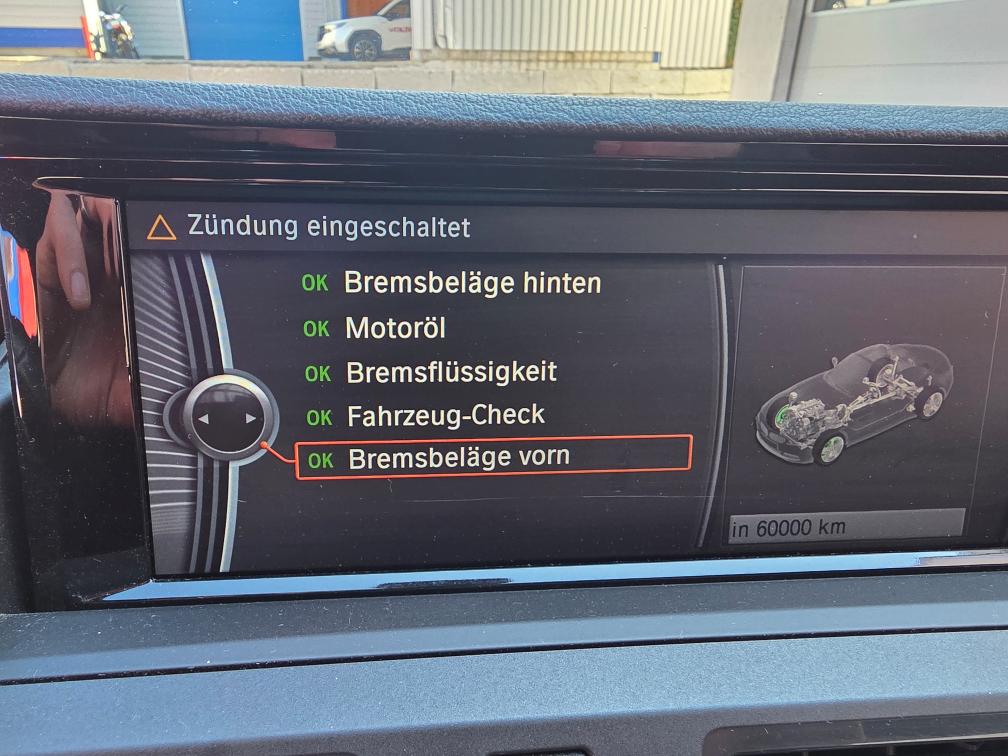 Zündung eingeschaltet
OK Bremsbeläge hinten
OK Motoröl
OK Bremsflüssigkeit
OK Fahrzeug-Check
OK Bremsbeläge vorn
in 60000 km